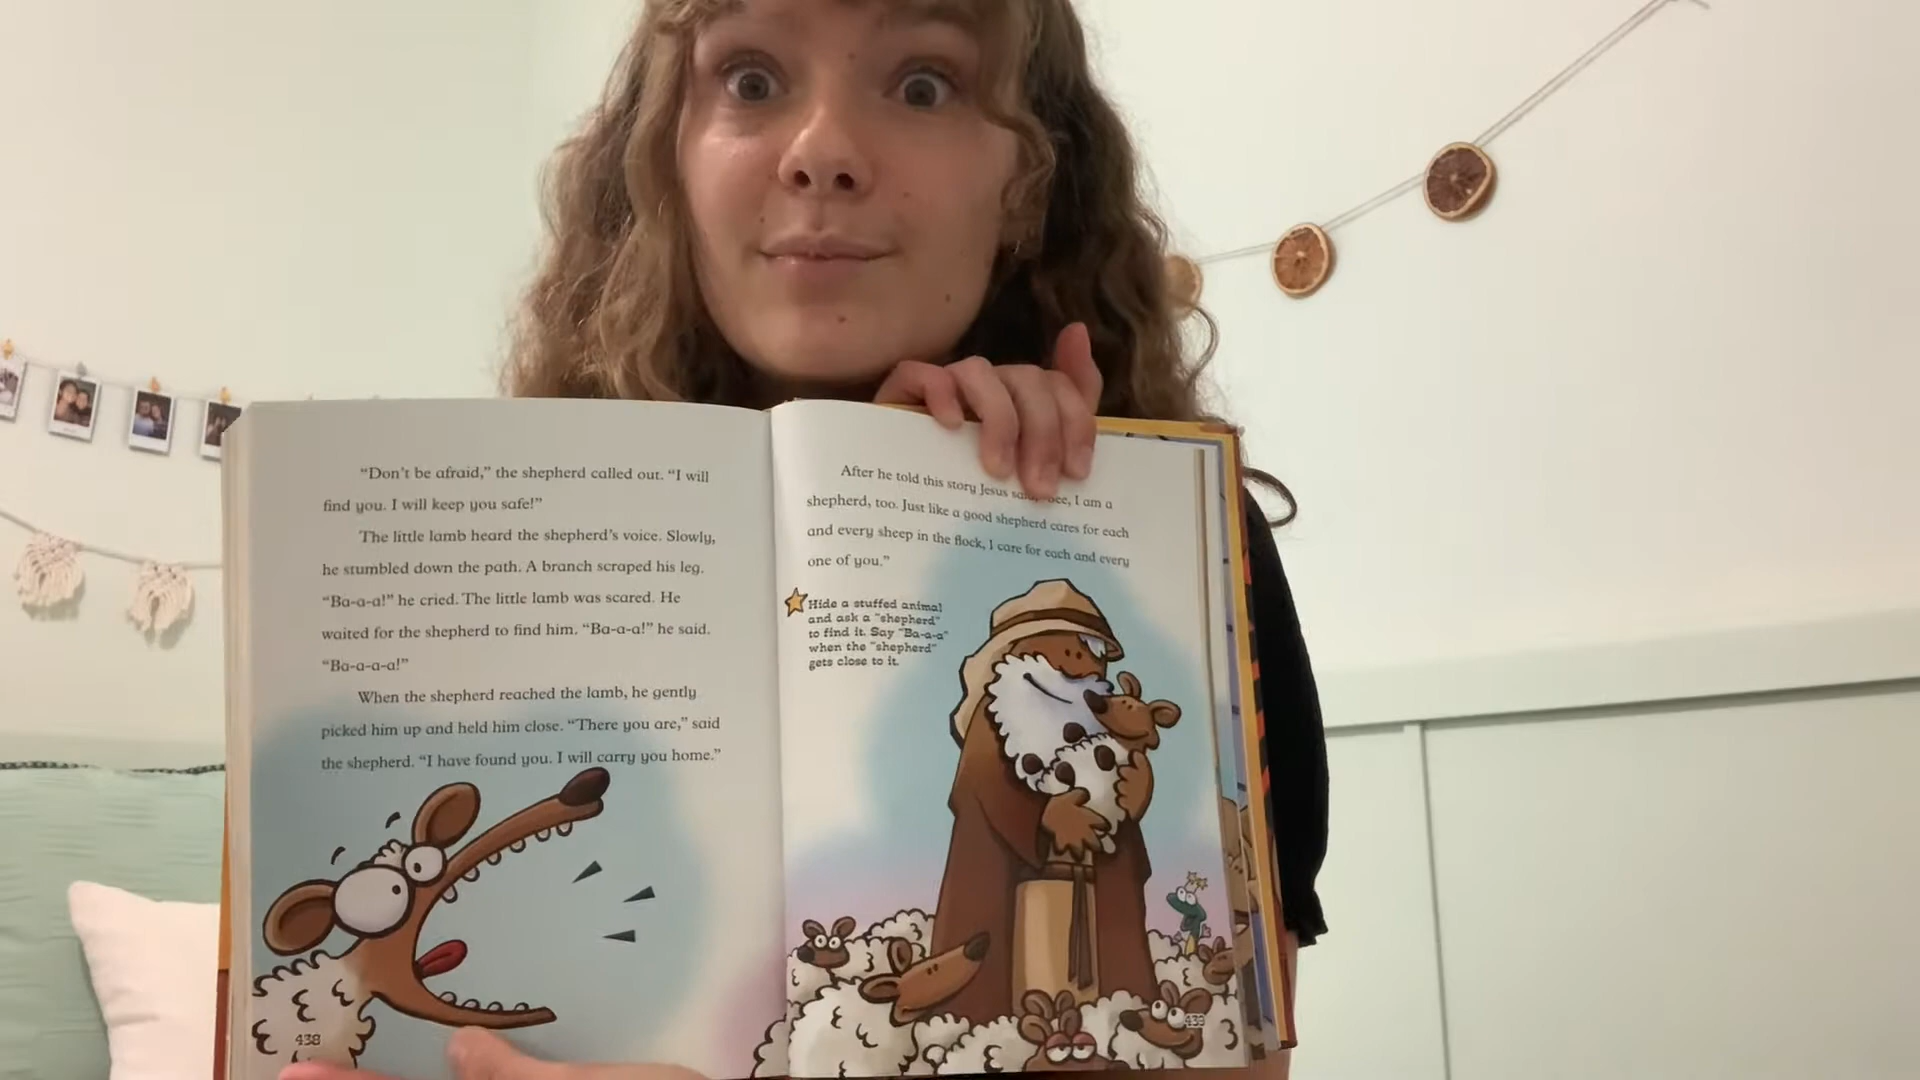 “Don't be afraid,” the shepherd called out. “I will
find you. I will keep you safe!”
The little lamb heard the shepherd's voice. Slowly,
he stumbled down the path. A branch scraped his leg.
“Ba-a-a!” he cried. The little lamb was scared. He
waited for the shepherd to find him. “Ba-a-a!” he said.
“Ba-a-a-a!”
When the shepherd reached the lamb, he gently
picked him up and held him close. “There you are,” said
the shepherd. “I have found you. I will carry you home.”
438
After he told this story Jesus I am a
shepherd, too. Just like a good shepherd cares for each
and every sheep in the flock, I care for each and every
one of you.”
Hide a stuffed animal
and ask a “shepherd”
to find it. Say “Ba-a-a”
when the “shepherd”
gets close to it.
439